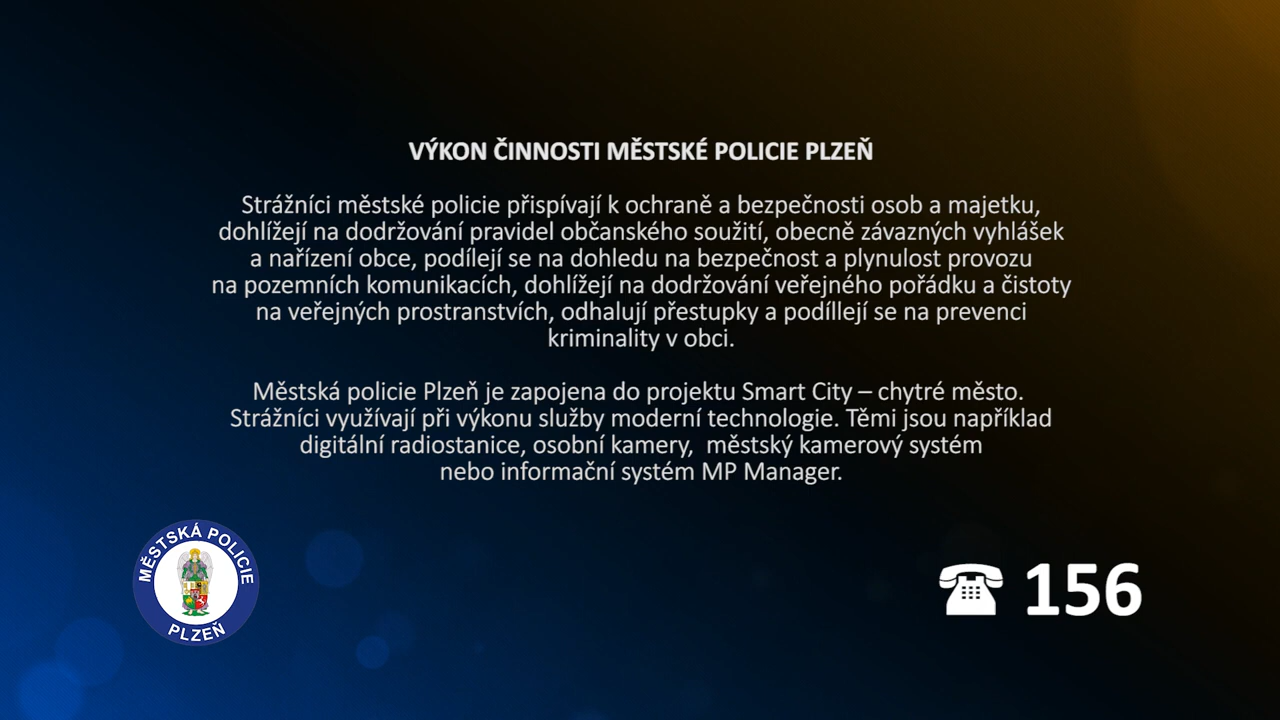 VÝKON ČINNOSTI MĚSTSKÉ POLICIE PLZEŇ
Strážníci městské policie přispívají k ochraně a bezpečnosti osob a majetku,
dohlížejí na dodržování pravidel občanského soužití, obecně závazných vyhlášek
a nařízení obce, podílejí se na dohledu na bezpečnost a plynulost provozu
na pozemních komunikacích, dohlížejí na dodržování veřejného pořádku a čistoty
na veřejných prostranstvích, odhalují přestupky a podíllejí se na prevenci
kriminality v obci.
Městská policie Plzeň je zapojena do projektu Smart City – chytré město.
Strážníci využívají při výkonu služby moderní technologie. Těmi jsou například
digitální radiostanice, osobní kamery,  městský kamerový systém
nebo informační systém MP Manager.
MĚSTSKÁ POLICIE
PLZEŇ
☎ 156